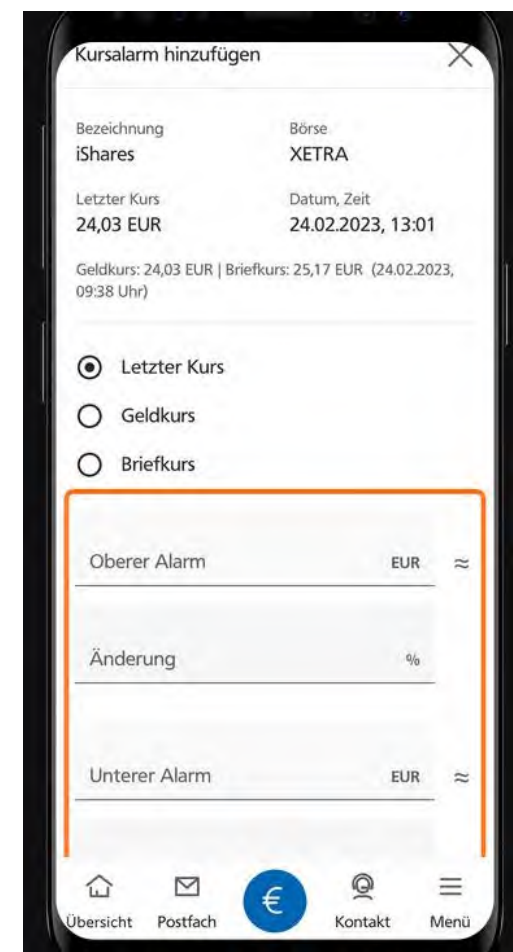 Kursalarm hinzufügen
Bezeichnung Börse
iShares XETRA
Letzter Kurs Datum, Zeit
24,03 EUR 24.02.2023, 13:01
Geldkurs: 24,03 EUR | Briefkurs: 25,17 EUR (24.02.2023,
09:38 Uhr)
Letzter Kurs
Geldkurs
Briefkurs
Oberer Alarm EUR ≈
Änderung %
Unterer Alarm EUR ≈
€
Übersicht Postfach Kontakt Menü